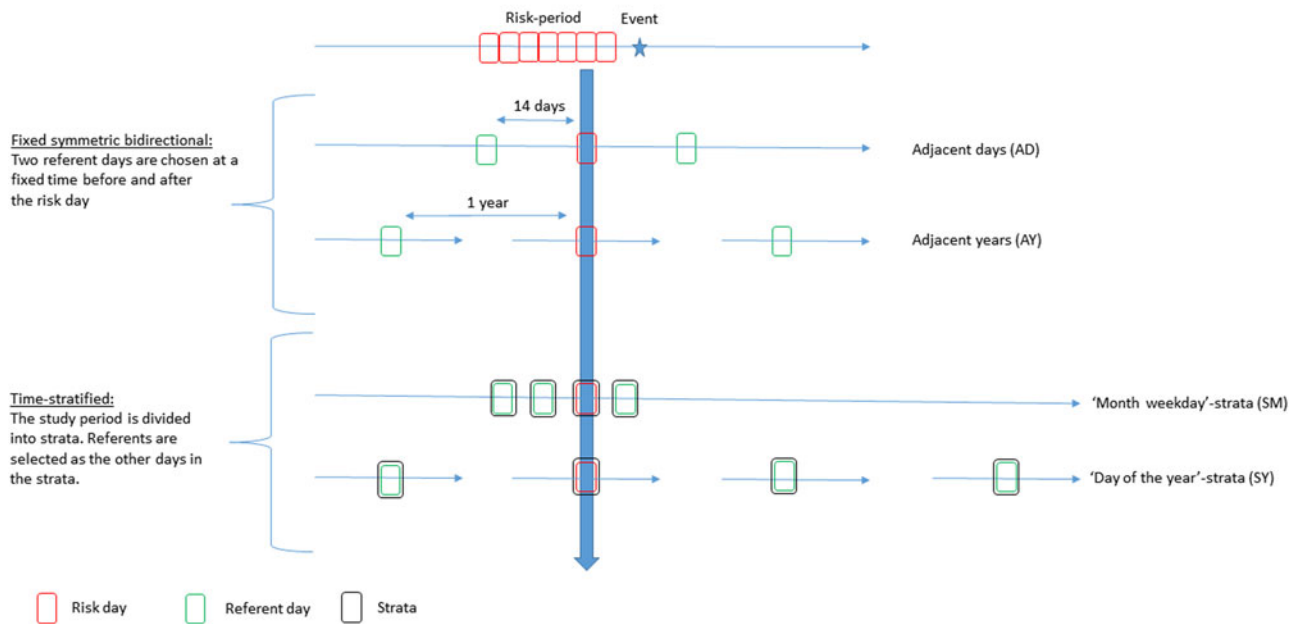 Risk-period
Event
14 days
Fixed symmetric bidirectional:
Two referent days are chosen at a
fixed time before and after
the risk day
Adjacent days (AD)
1 year
Adjacent years (AY)
Time-stratified:
The study period is divided
into strata. Referents are
selected as the other days in
the strata.
‘Month weekday’-strata (SM)
‘Day of the year’-strata (SY)
Risk day
Referent day
Strata